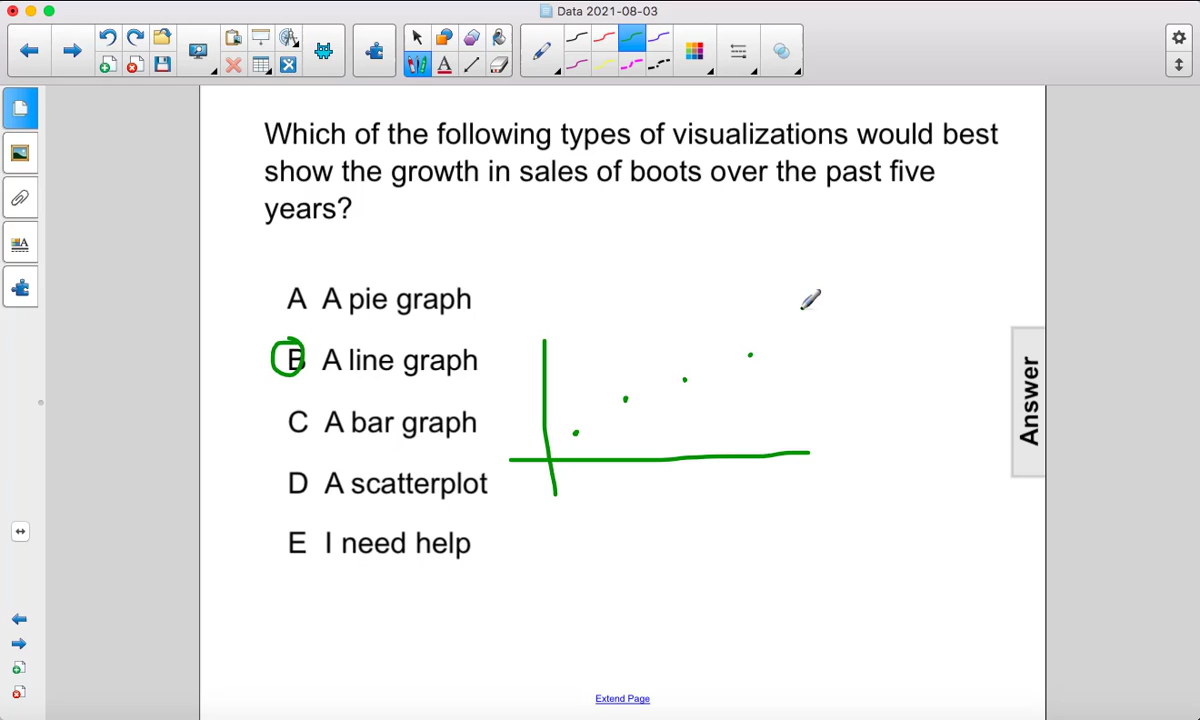 Data 2021-08-03
Which of the following types of visualizations would best
show the growth in sales of boots over the past five
years?
A A pie graph
B A line graph
C A bar graph
D A scatterplot
E I need help
Answer
Extend Page